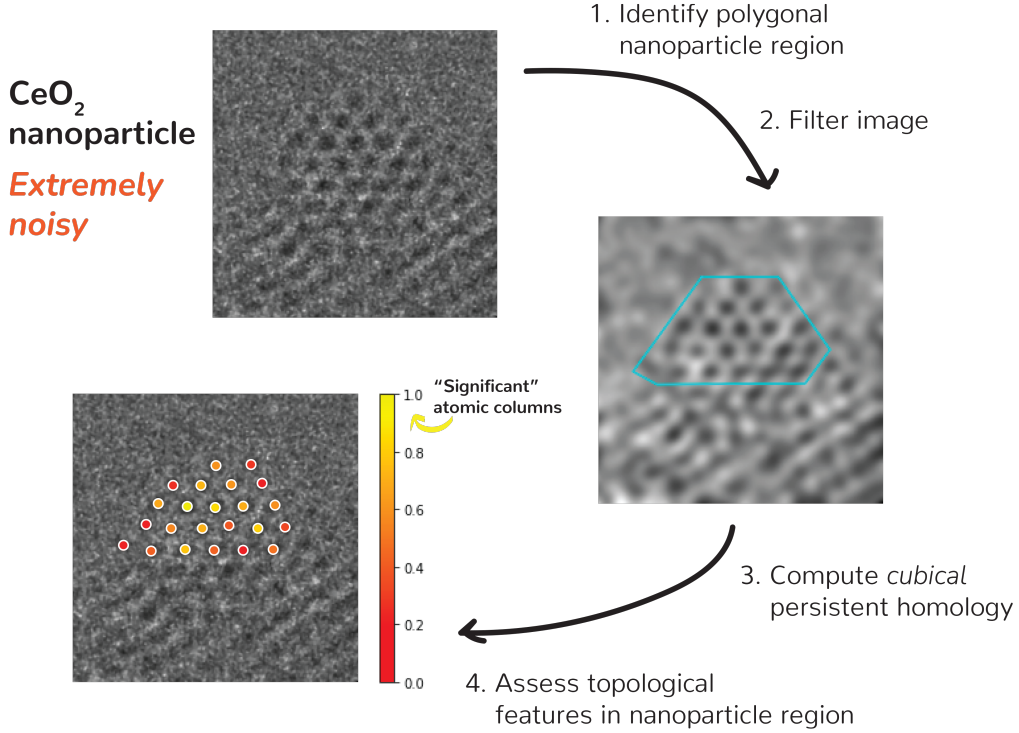 CeO2
nanoparticle
Extremely
noisy
1. Identify polygonal
nanoparticle region
2. Filter image
3. Compute cubical
persistent homology
4. Assess topological
features in nanoparticle region
“Significant”
atomic columns
1.0
0.8
0.6
0.4
0.2
0.0